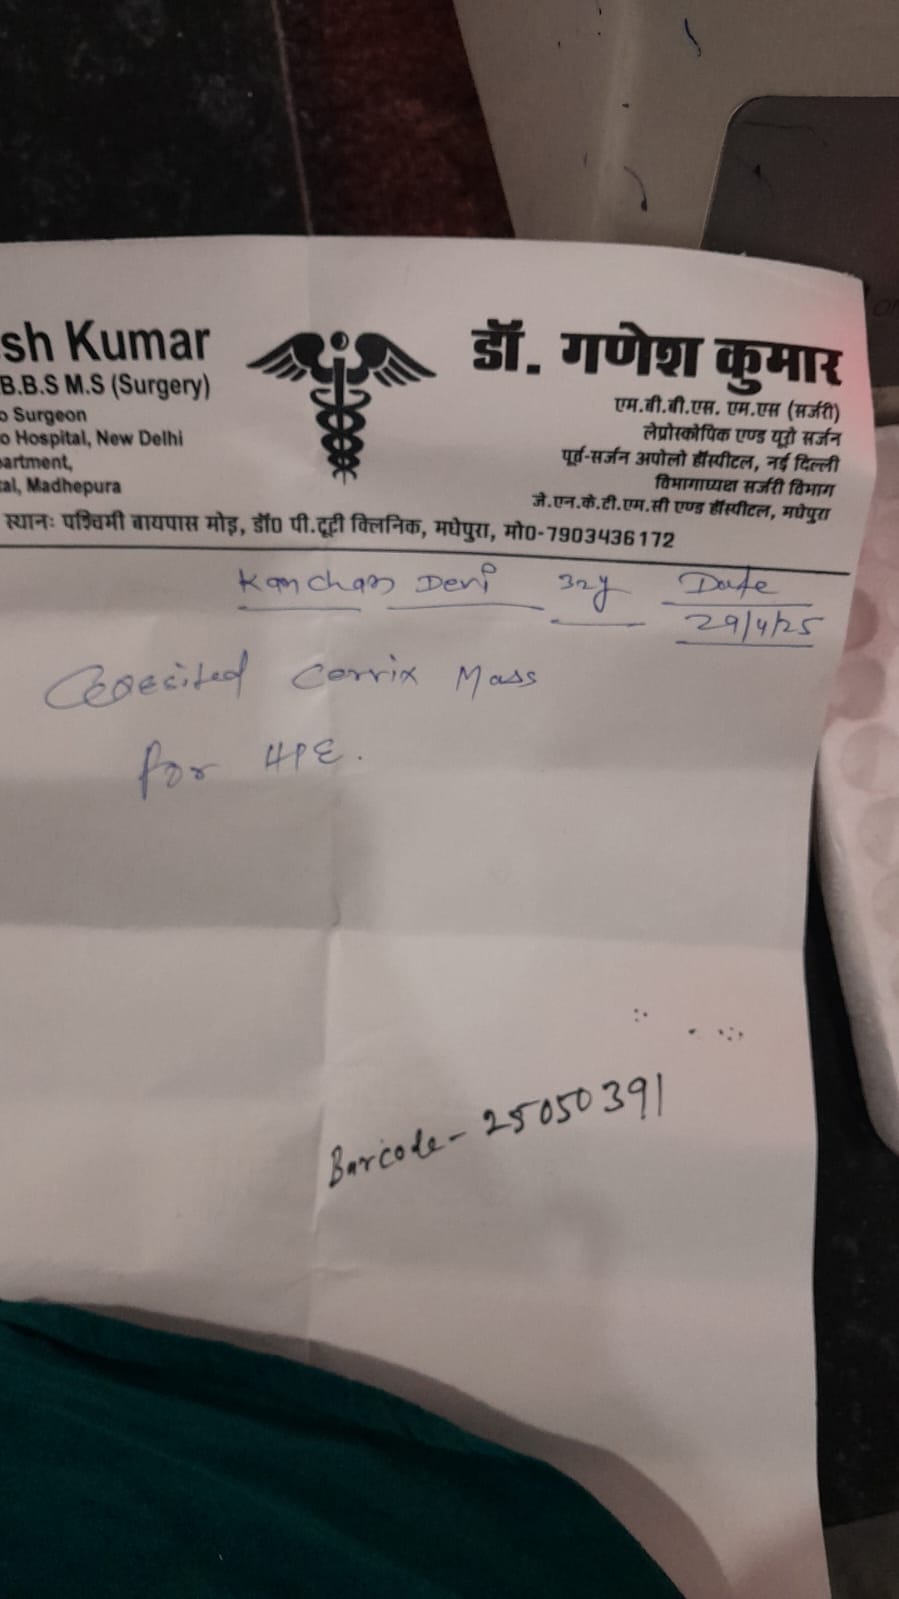 sh Kumar
B.B.S M.S (Surgery)
o Surgeon
o Hospital, New Delhi
artment,
tal, Madhepura
डॉ. गणेश कुमार
एम.बी.बी.एस. एम.एस (सर्जरी)
लेप्रोस्कोपिक एण्ड यूरो सर्जन
पूर्व-सर्जन अपोलो हॉस्पीटल, नई दिल्ली
विभागाध्यक्ष सर्जरी विभाग
जे.एन.के.टी.एम.सी एण्ड हॉस्पीटल, मधेपुरा
स्थानः पश्चिमी बायपास मोड़, डॉ0 पी.टूटी क्लिनिक, मधेपुरा, मो0-7903436172
Kanchan Devi 32y Date
29/4/25
Cervix Mass
for HPE.
Barcode- 25050391